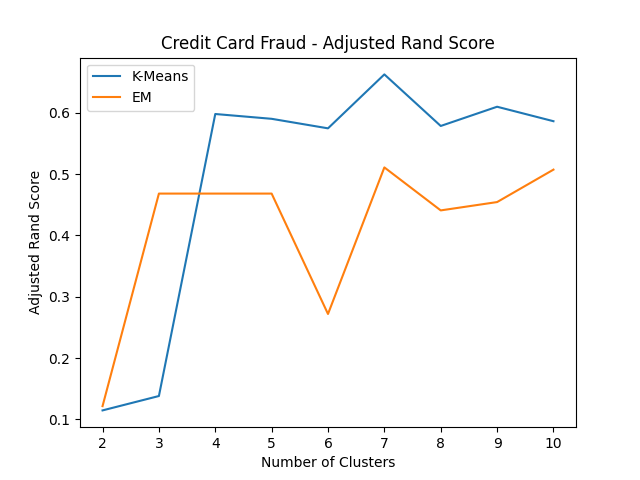 Credit Card Fraud - Adjusted Rand Score
K-Means
EM
0.6
0.5
0.4
0.3
0.2
0.1
Adjusted Rand Score
2 3 4 5 6 7 8 9 10
Number of Clusters